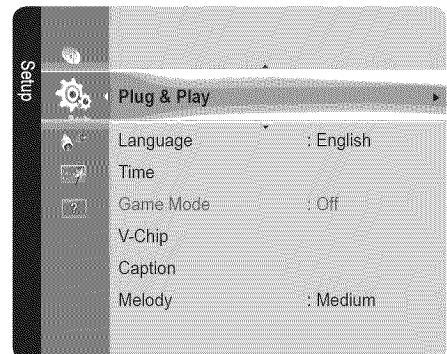 Setup
Plug & Play
Language : English
Time
Game Mode : Off
V-Chip
Caption
Melody : Medium